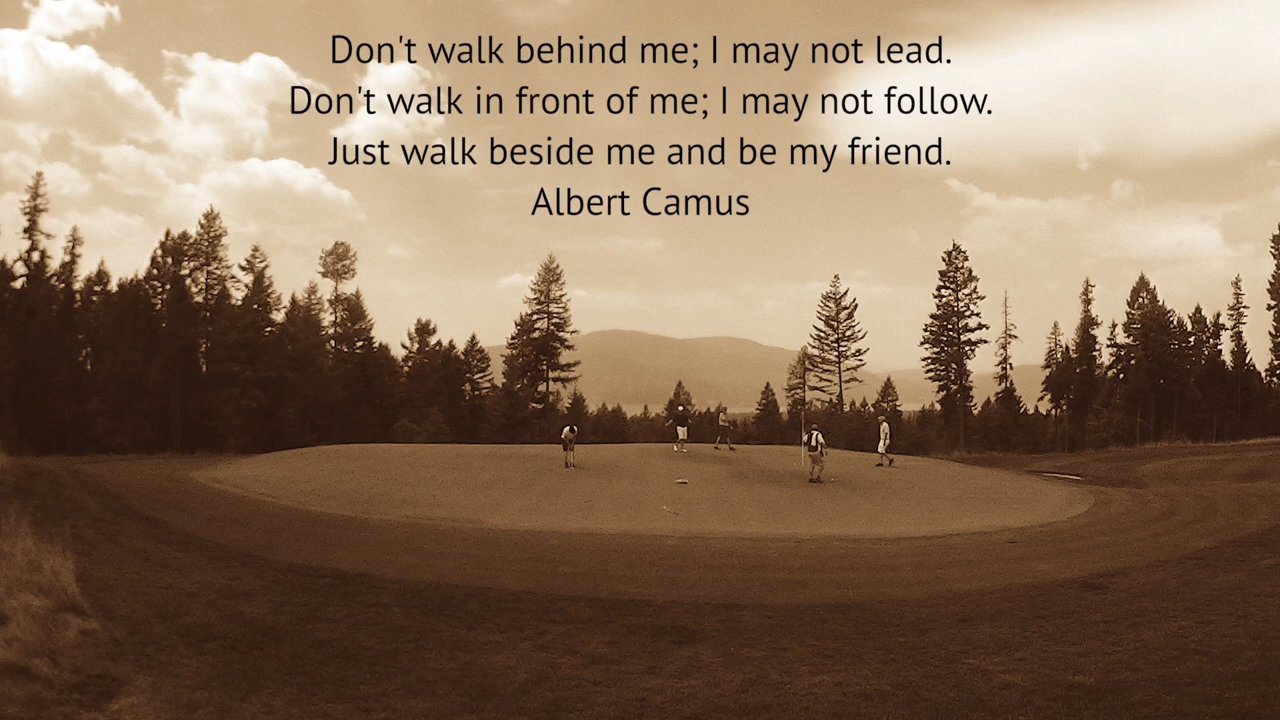 Don't walk behind me; I may not lead.
Don't walk in front of me; I may not follow.
Just walk beside me and be my friend.
Albert Camus